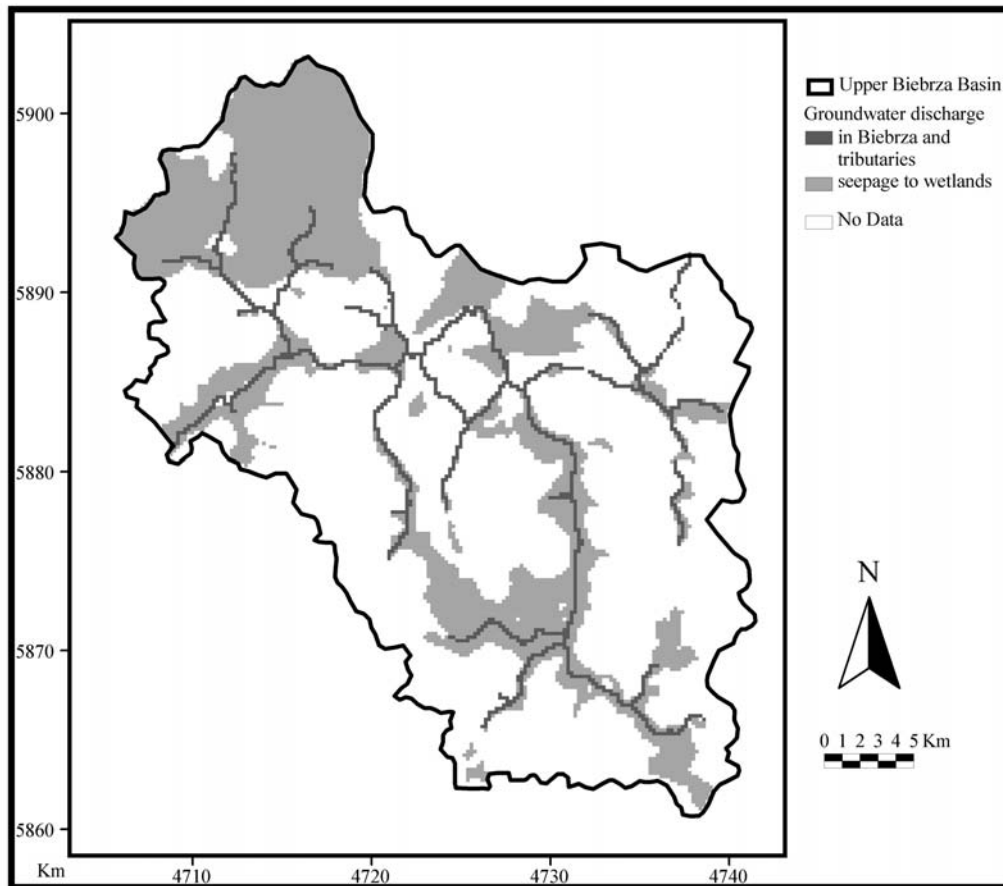 5900
5890
5880
5870
5860
Km
4710
4720
4730
4740
Upper Biebrza Basin
Groundwater discharge
in Biebrza and
tributaries
seepage to wetlands
No Data
N
0 1 2 3 4 5 Km